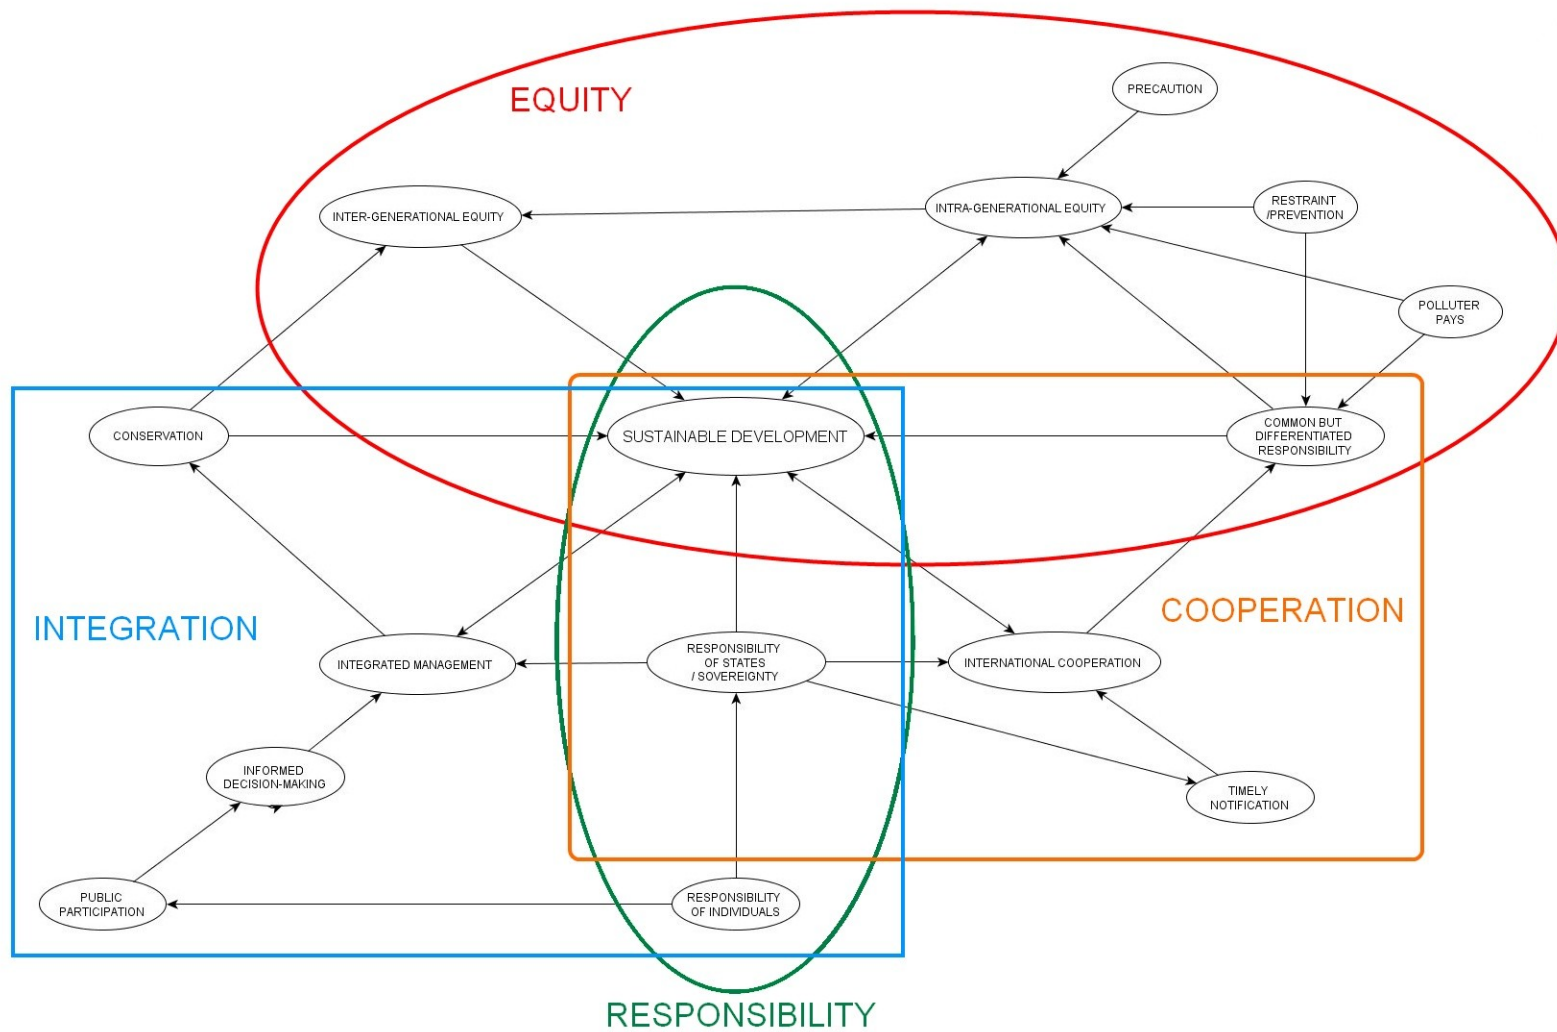 EQUITY
PRECAUTION
INTER-GENERATIONAL EQUITY
INTRA-GENERATIONAL EQUITY
RESTRAINT
/PREVENTION
POLLUTER
PAYS
CONSERVATION
SUSTAINABLE DEVELOPMENT
COMMON BUT
DIFFERENTIATED
RESPONSIBILITY
INTEGRATION
COOPERATION
INTEGRATED MANAGEMENT
RESPONSIBILITY
OF STATES
/ SOVEREIGNTY
INTERNATIONAL COOPERATION
INFORMED
DECISION-MAKING
TIMELY
NOTIFICATION
PUBLIC
PARTICIPATION
RESPONSIBILITY
OF INDIVIDUALS
RESPONSIBILITY